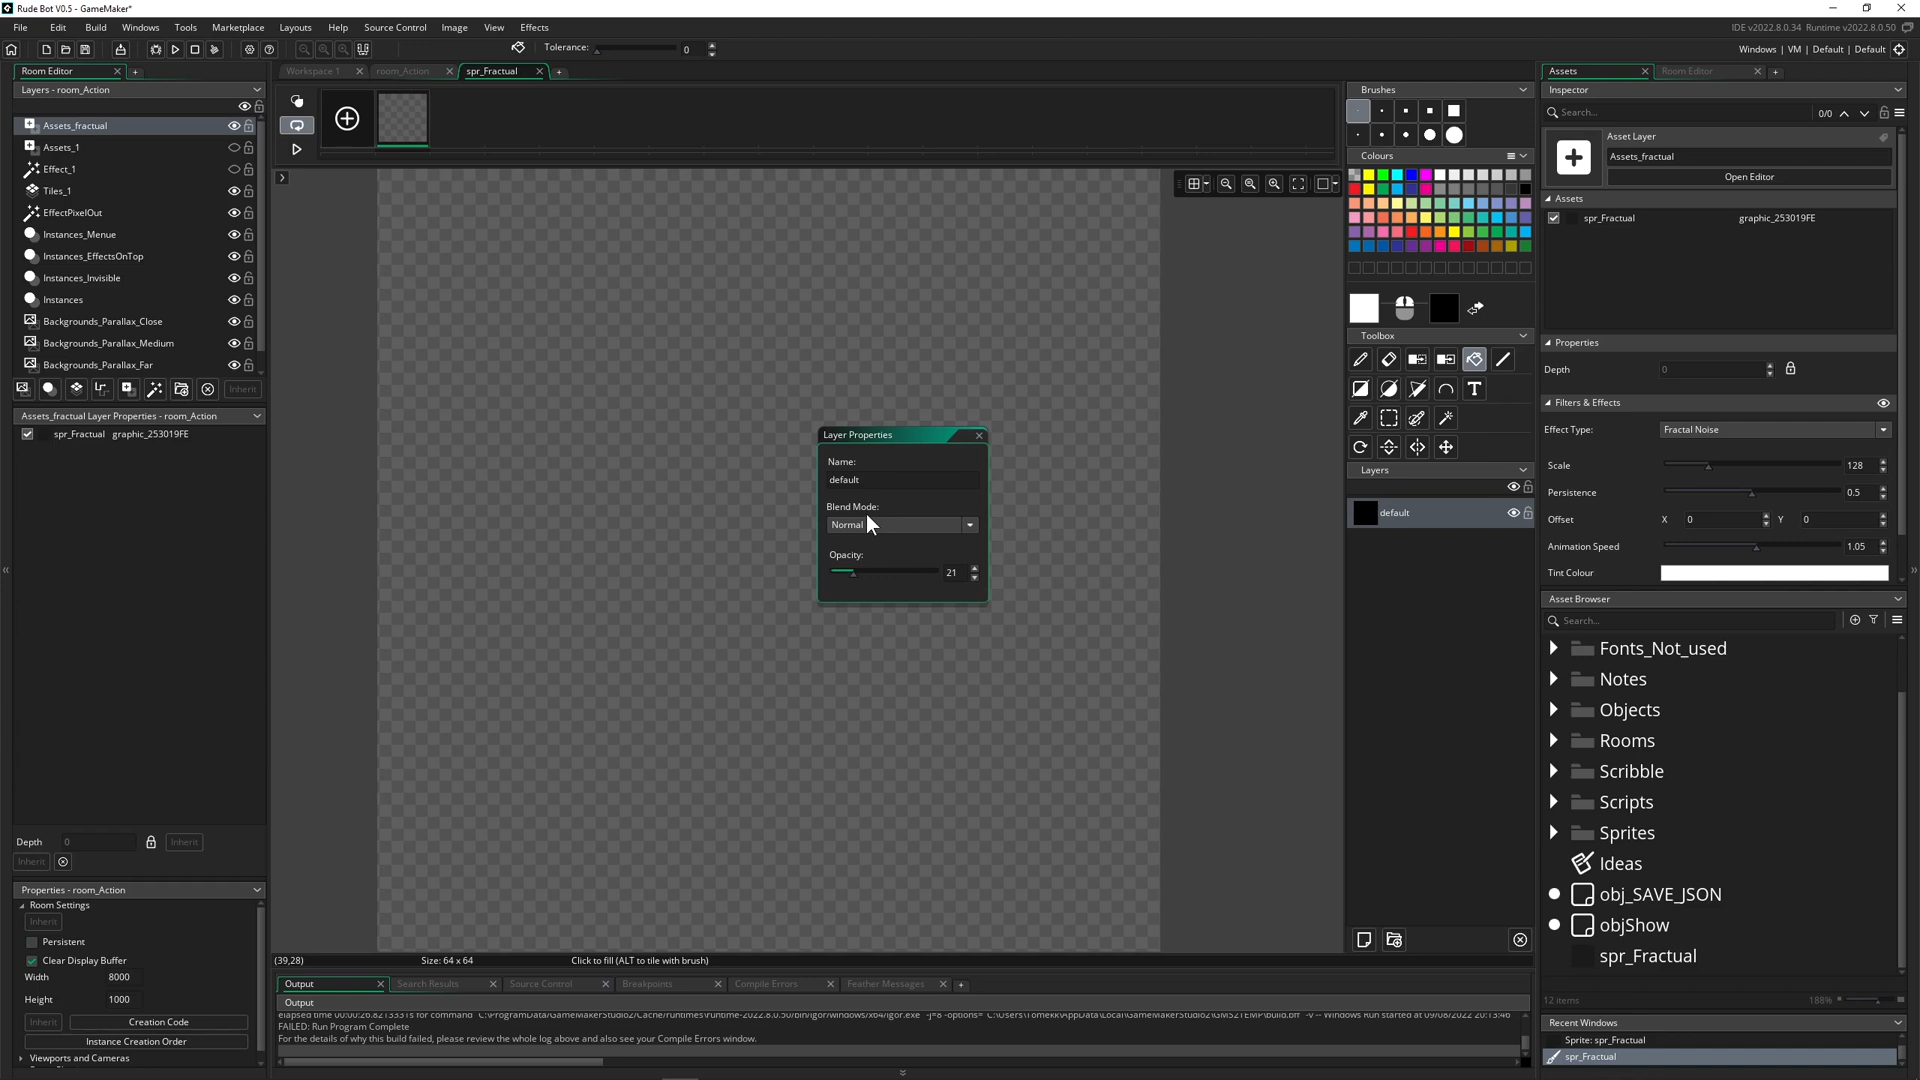 Rude Bot V0.5 - GameMaker*
File Edit Build Windows Tools Marketplace Layouts Help Source Control Image View Effects
IDE v2022.8.0.34 Runtime v2022.8.0.50
Tolerance: 0
Windows | VM | Default | Default
Room Editor
Workspace 1 room_Action spr_Fractual
Assets Room Editor
Layers - room_Action
Brushes
Inspector
Search...
0/0
Assets_fractual
Asset Layer
Assets_1
Assets_fractual
Colours
Effect_1
Open Editor
Tiles_1
Assets
EffectPixelOut
spr_Fractual graphic_253019FE
Instances_Menue
Instances_EffectsOnTop
Instances_Invisible
Instances
Backgrounds_Parallax_Close
Toolbox
Backgrounds_Parallax_Medium
Properties
Backgrounds_Parallax_Far
Depth 0
Inherit
Filters & Effects
Assets_fractual Layer Properties - room_Action
Effect Type: Fractal Noise
spr_Fractual graphic_253019FE
Layer Properties
Name:
default
Blend Mode:
Normal
Opacity:
21
Scale 128
Layers
Persistence 0.5
default
Offset X 0 Y 0
Animation Speed 1.05
Tint Colour
Asset Browser
Search...
Fonts_Not_used
Notes
Objects
Rooms
Scribble
Scripts
Sprites
Ideas
obj_SAVE_JSON
objShow
spr_Fractual
12 items 188%
Recent Windows
Sprite: spr_Fractual
spr_Fractual
Depth 0 Inherit
Inherit
Properties - room_Action
Room Settings
Inherit
Persistent
Clear Display Buffer
Width 8000
Height 1000
Inherit Creation Code
Instance Creation Order
Viewports and Cameras
(39,28) Size: 64 x 64 Click to fill (ALT to tile with brush)
Output Search Results Source Control Breakpoints Compile Errors Feather Messages
Output
FAILED: Run Program Complete
For the details of why this build failed, please review the whole log above and also see your Compile Errors window.